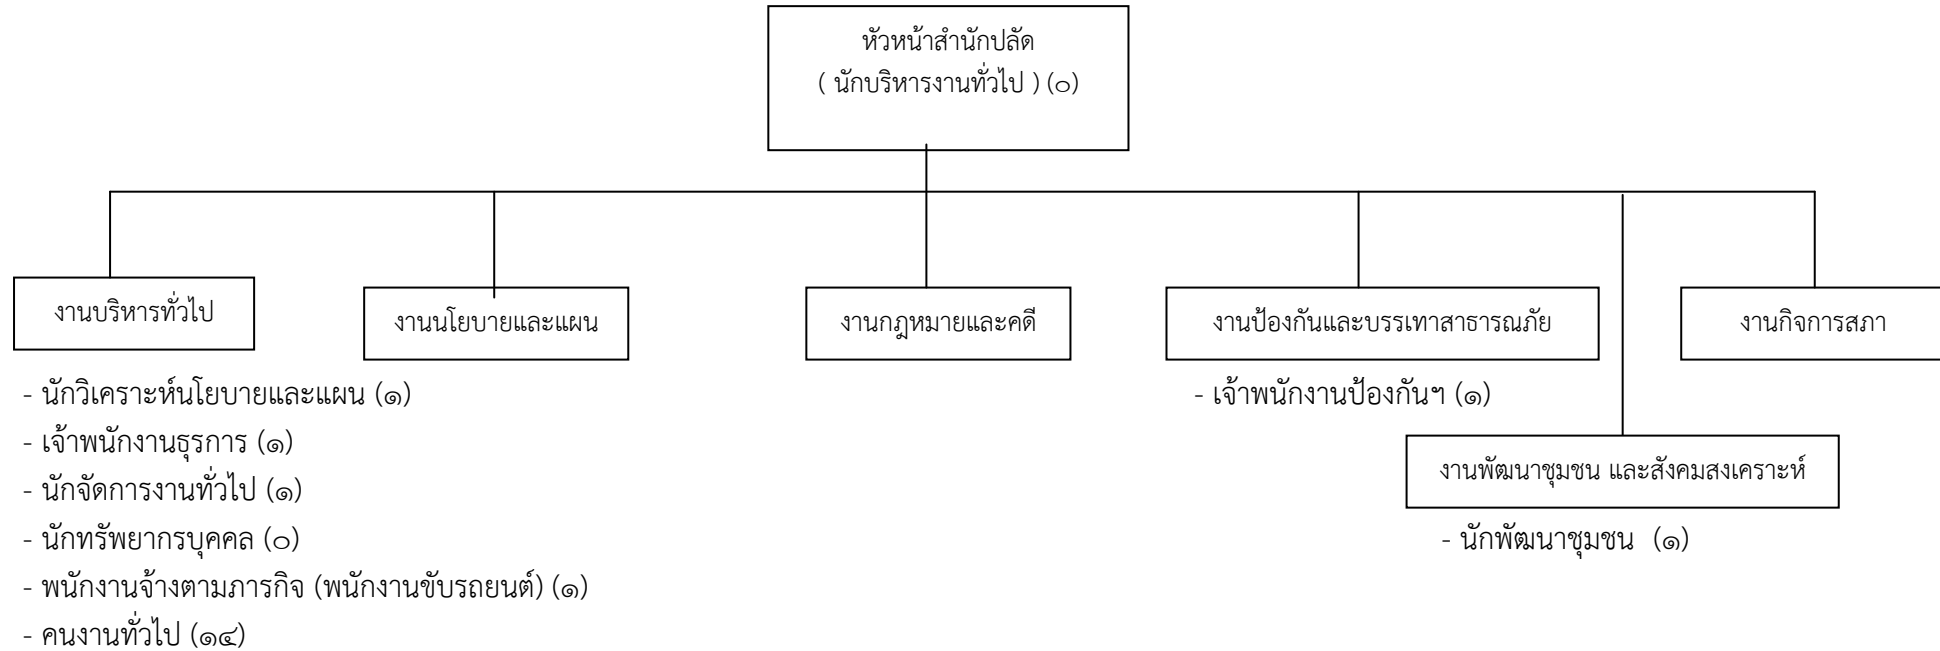 หัวหน้าสำนักปลัด
( นักบริหารงานทั่วไป ) (๐)
งานบริหารทั่วไป
งานนโยบายและแผน
งานกฎหมายและคดี
งานป้องกันและบรรเทาสาธารณภัย
งานกิจการสภา
- นักวิเคราะห์นโยบายและแผน (๑)
- เจ้าพนักงานธุรการ (๑)
- นักจัดการงานทั่วไป (๑)
- นักทรัพยากรบุคคล (๐)
- พนักงานจ้างตามภารกิจ (พนักงานขับรถยนต์) (๑)
- คนงานทั่วไป (๑๔)
- เจ้าพนักงานป้องกันฯ (๑)
งานพัฒนาชุมชน และสังคมสงเคราะห์
- นักพัฒนาชุมชน (๑)